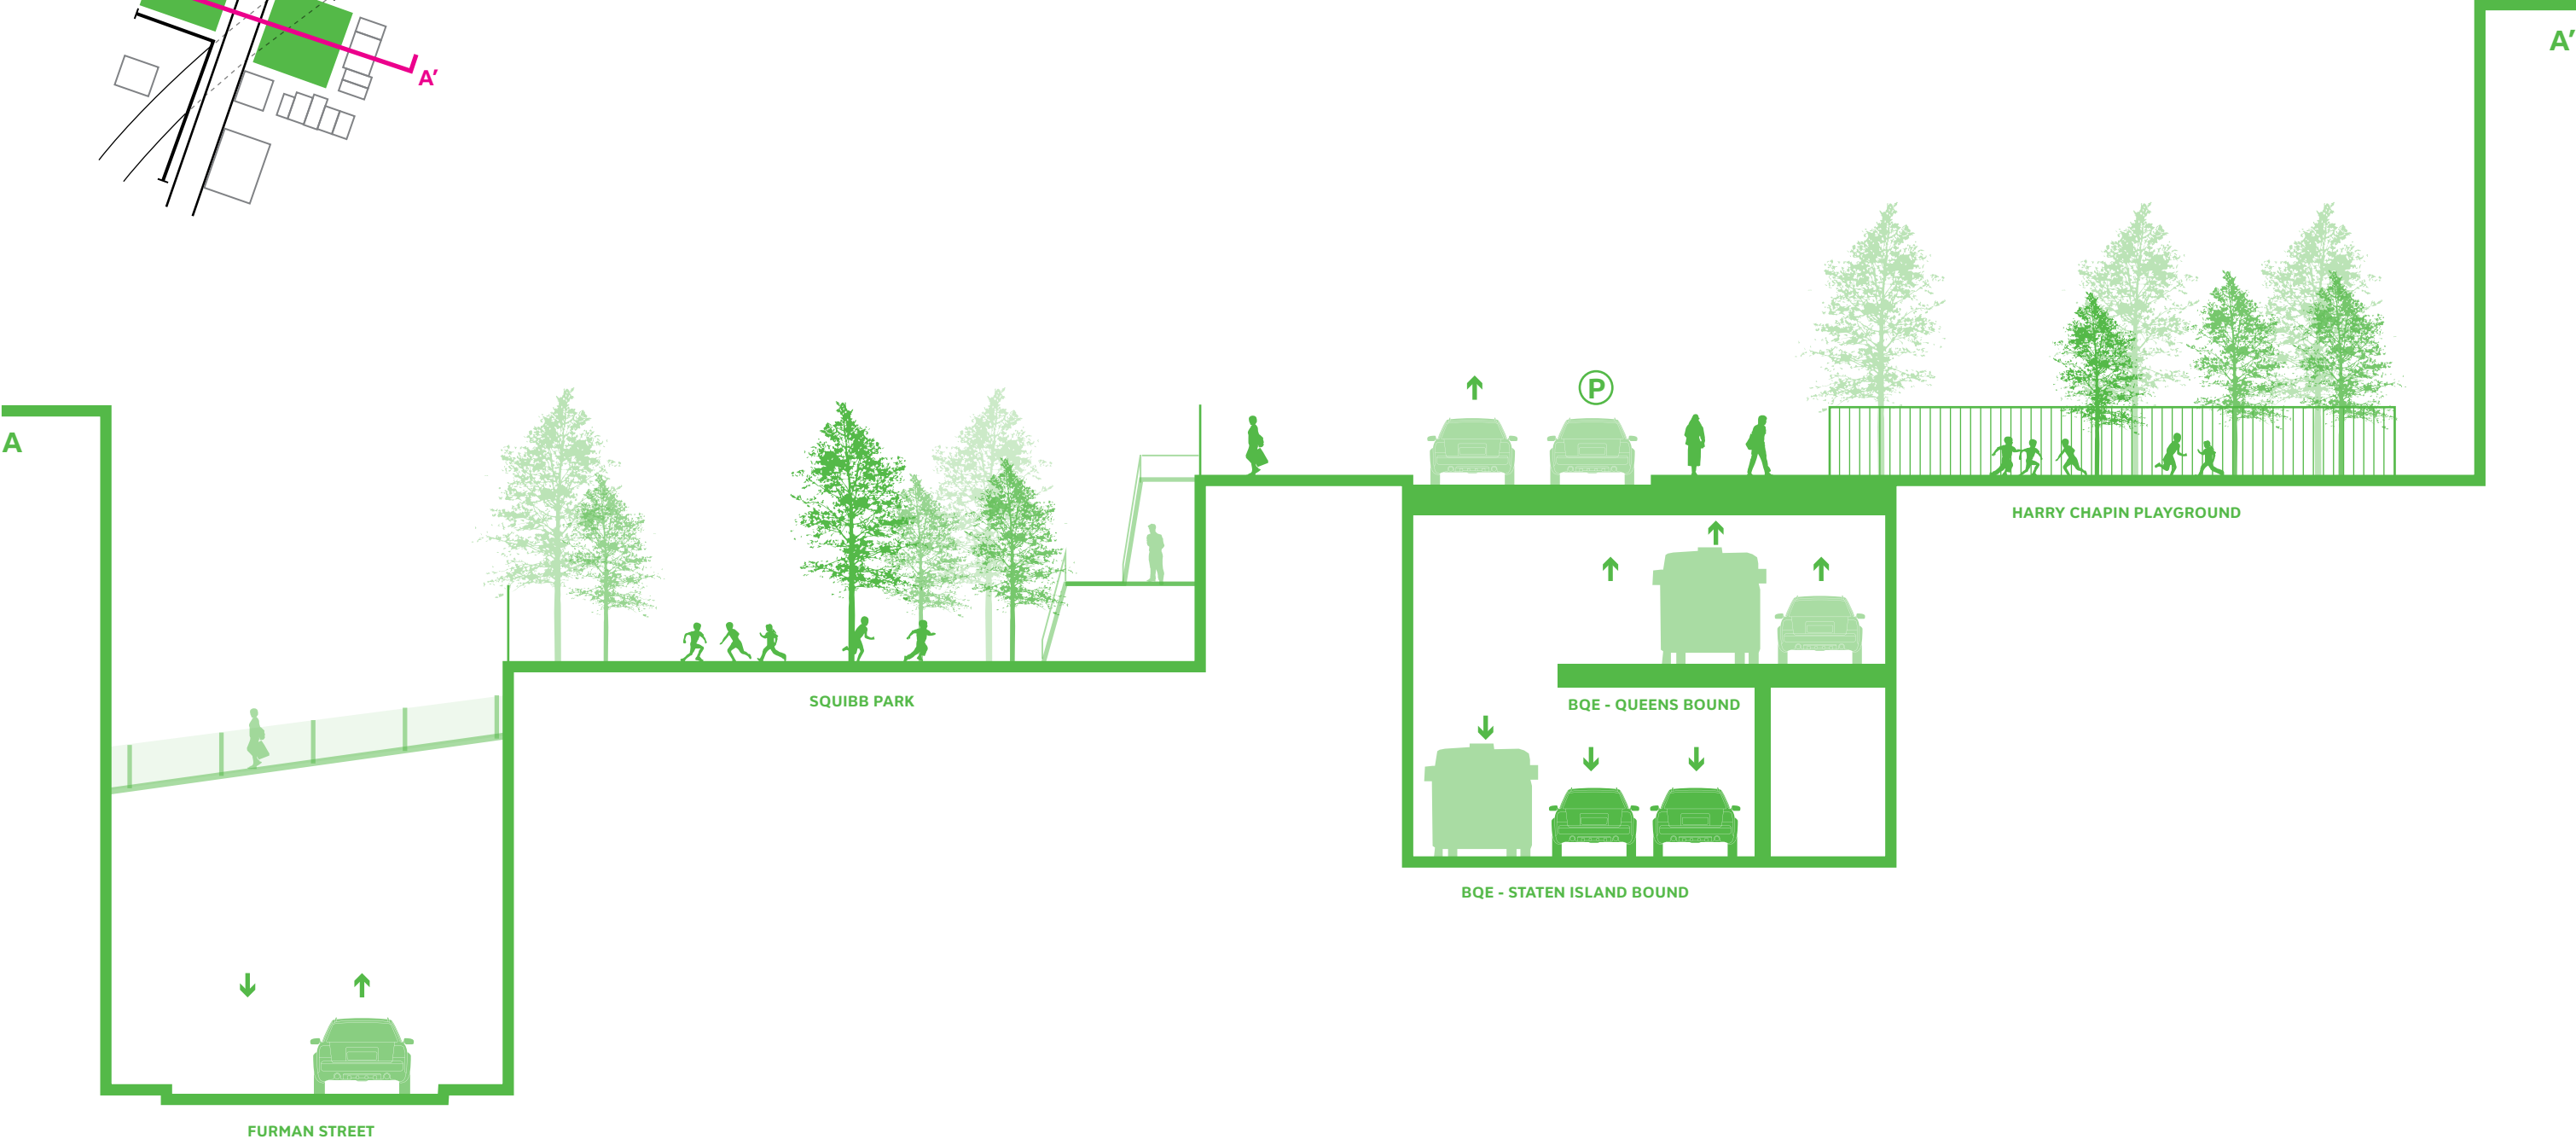 A’
A’
P
A
HARRY CHAPIN PLAYGROUND
SQUIBB PARK
BQE - QUEENS BOUND
BQE - STATEN ISLAND BOUND
FURMAN STREET